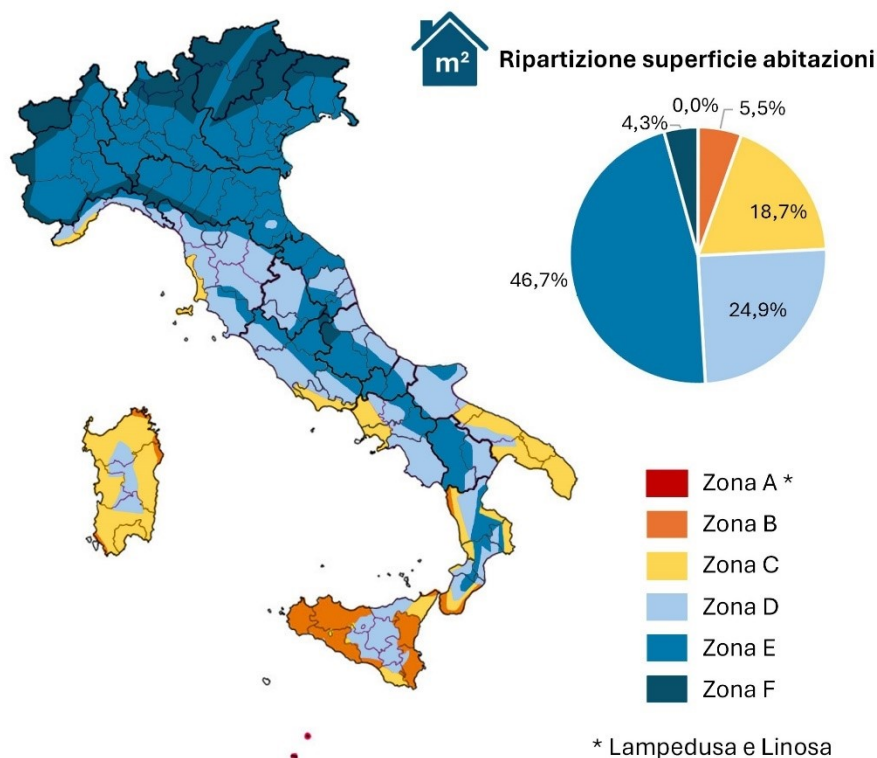 m²
Ripartizione superficie abitazioni
0,0%
5,5%
4,3%
18,7%
46,7%
24,9%
Zona A *
Zona B
Zona C
Zona D
Zona E
Zona F
* Lampedusa e Linosa